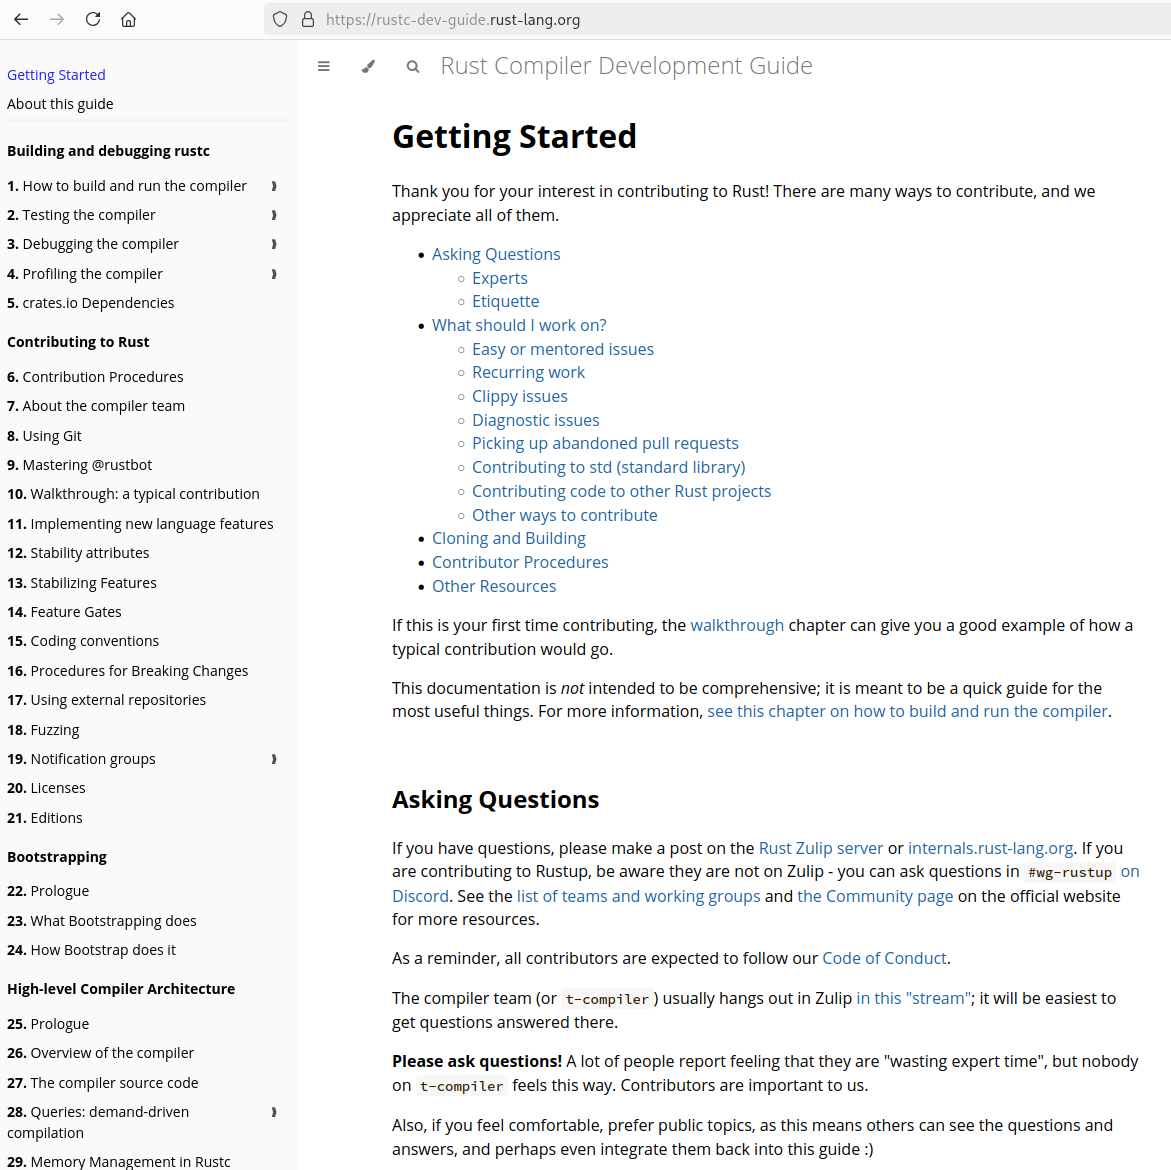 https://rustc-dev-guide.rust-lang.org
Getting Started
About this guide
Building and debugging rustc
1. How to build and run the compiler
2. Testing the compiler
3. Debugging the compiler
4. Profiling the compiler
5. crates.io Dependencies
Contributing to Rust
6. Contribution Procedures
7. About the compiler team
8. Using Git
9. Mastering @rustbot
10. Walkthrough: a typical contribution
11. Implementing new language features
12. Stability attributes
13. Stabilizing Features
14. Feature Gates
15. Coding conventions
16. Procedures for Breaking Changes
17. Using external repositories
18. Fuzzing
19. Notification groups
20. Licenses
21. Editions
Bootstrapping
22. Prologue
23. What Bootstrapping does
24. How Bootstrap does it
High-level Compiler Architecture
25. Prologue
26. Overview of the compiler
27. The compiler source code
28. Queries: demand-driven
compilation
29. Memory Management in Rustc
Rust Compiler Development Guide
Getting Started
Thank you for your interest in contributing to Rust! There are many ways to contribute, and we
appreciate all of them.
• Asking Questions
◦ Experts
◦ Etiquette
• What should I work on?
◦ Easy or mentored issues
◦ Recurring work
◦ Clippy issues
◦ Diagnostic issues
◦ Picking up abandoned pull requests
◦ Contributing to std (standard library)
◦ Contributing code to other Rust projects
◦ Other ways to contribute
• Cloning and Building
• Contributor Procedures
• Other Resources
If this is your first time contributing, the walkthrough chapter can give you a good example of how a
typical contribution would go.
This documentation is not intended to be comprehensive; it is meant to be a quick guide for the
most useful things. For more information, see this chapter on how to build and run the compiler.
Asking Questions
If you have questions, please make a post on the Rust Zulip server or internals.rust-lang.org. If you
are contributing to Rustup, be aware they are not on Zulip - you can ask questions in #wg-rustup on
Discord. See the list of teams and working groups and the Community page on the official website
for more resources.
As a reminder, all contributors are expected to follow our Code of Conduct.
The compiler team (or t-compiler) usually hangs out in Zulip in this "stream"; it will be easiest to
get questions answered there.
Please ask questions! A lot of people report feeling that they are "wasting expert time", but nobody
on t-compiler feels this way. Contributors are important to us.
Also, if you feel comfortable, prefer public topics, as this means others can see the questions and
answers, and perhaps even integrate them back into this guide :)